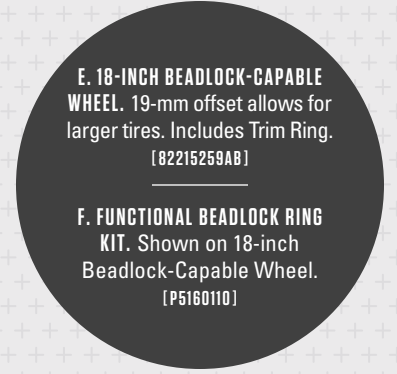 E. 18-INCH BEADLOCK-CAPABLE
WHEEL. 19-mm offset allows for
larger tires. Includes Trim Ring.
[82215259AB]
F. FUNCTIONAL BEADLOCK RING
KIT. Shown on 18-inch
Beadlock-Capable Wheel.
[P5160110]